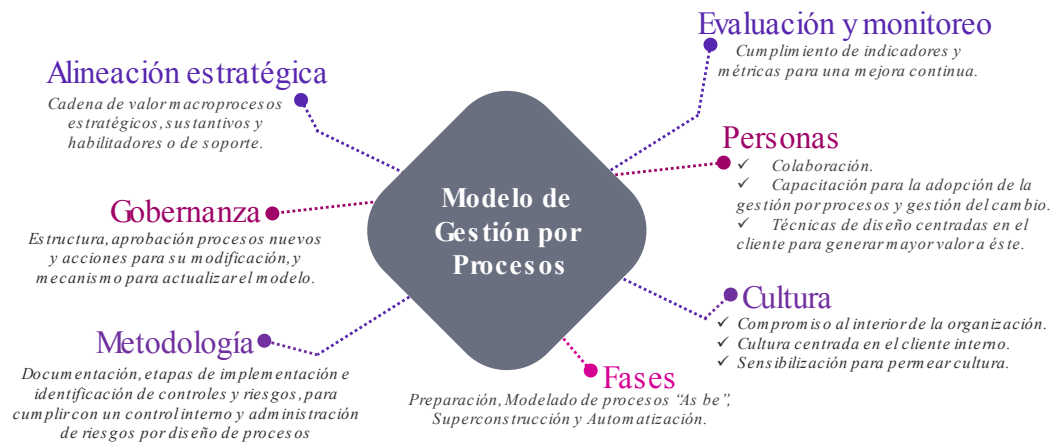 Evaluación y monitoreo
Cumplimiento de indicadores y
métricas para una mejora continua.
Alineación estratégica
Cadena de valor macroprocesos
estratégicos, sustantivos y
habilitadores o de soporte.
Personas
✓ Colaboración.
✓ Capacitación para la adopción de la
gestión por procesos y gestión del cambio.
✓ Técnicas de diseño centradas en el
cliente para generar mayor valor a éste.
Modelo de
Gestión por
Procesos
Gobernanza
Estructura, aprobación procesos nuevos
y acciones para su modificación, y
mecanismo para actualizar el modelo.
Cultura
✓ Compromiso al interior de la organización.
✓ Cultura centrada en el cliente interno.
✓ Sensibilización para permear cultura.
Metodología
Documentación, etapas de implementación e
identificación de controles y riesgos, para
cumplir con un control interno y administración
de riesgos por diseño de procesos
Fases
Preparación, Modelado de procesos “As be”,
Superconstrucción y Automatización.